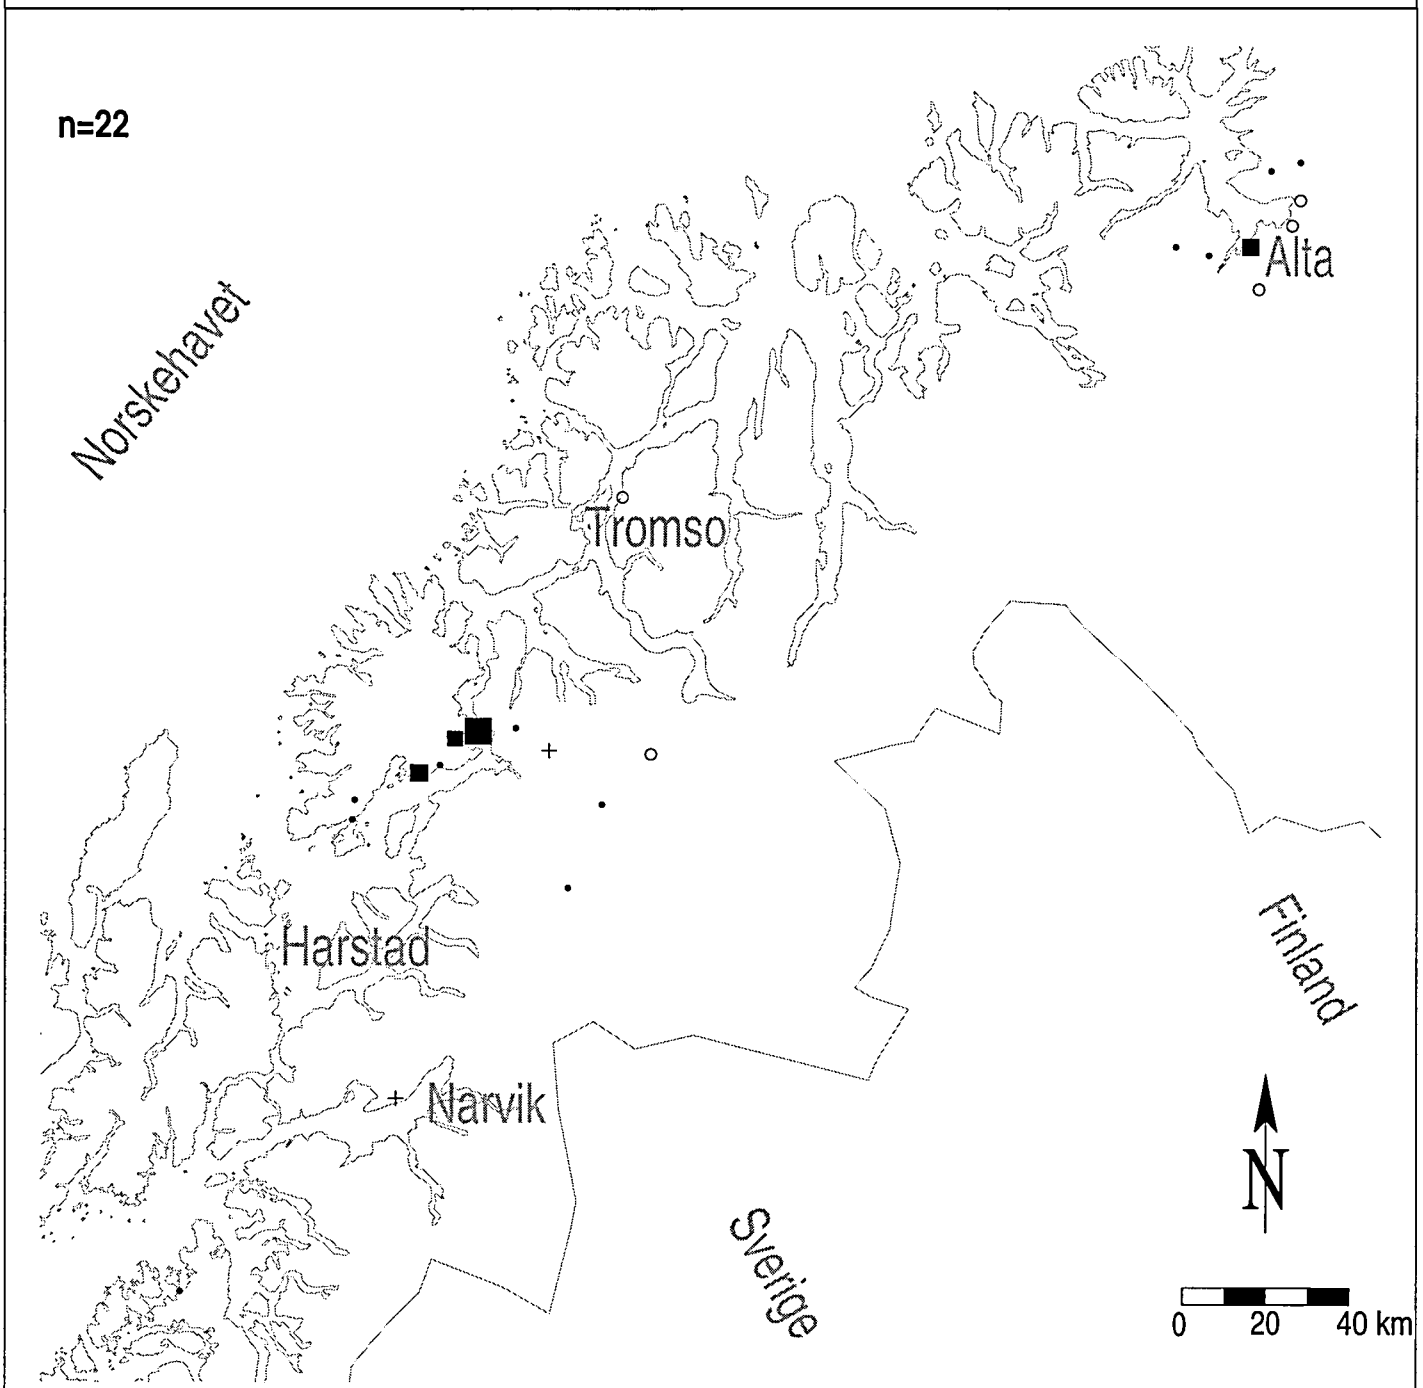 n=22
Alta
Norskehavet
Tromso
Finland
Harstad
Narvik
N
Sverige
0 20 40 km